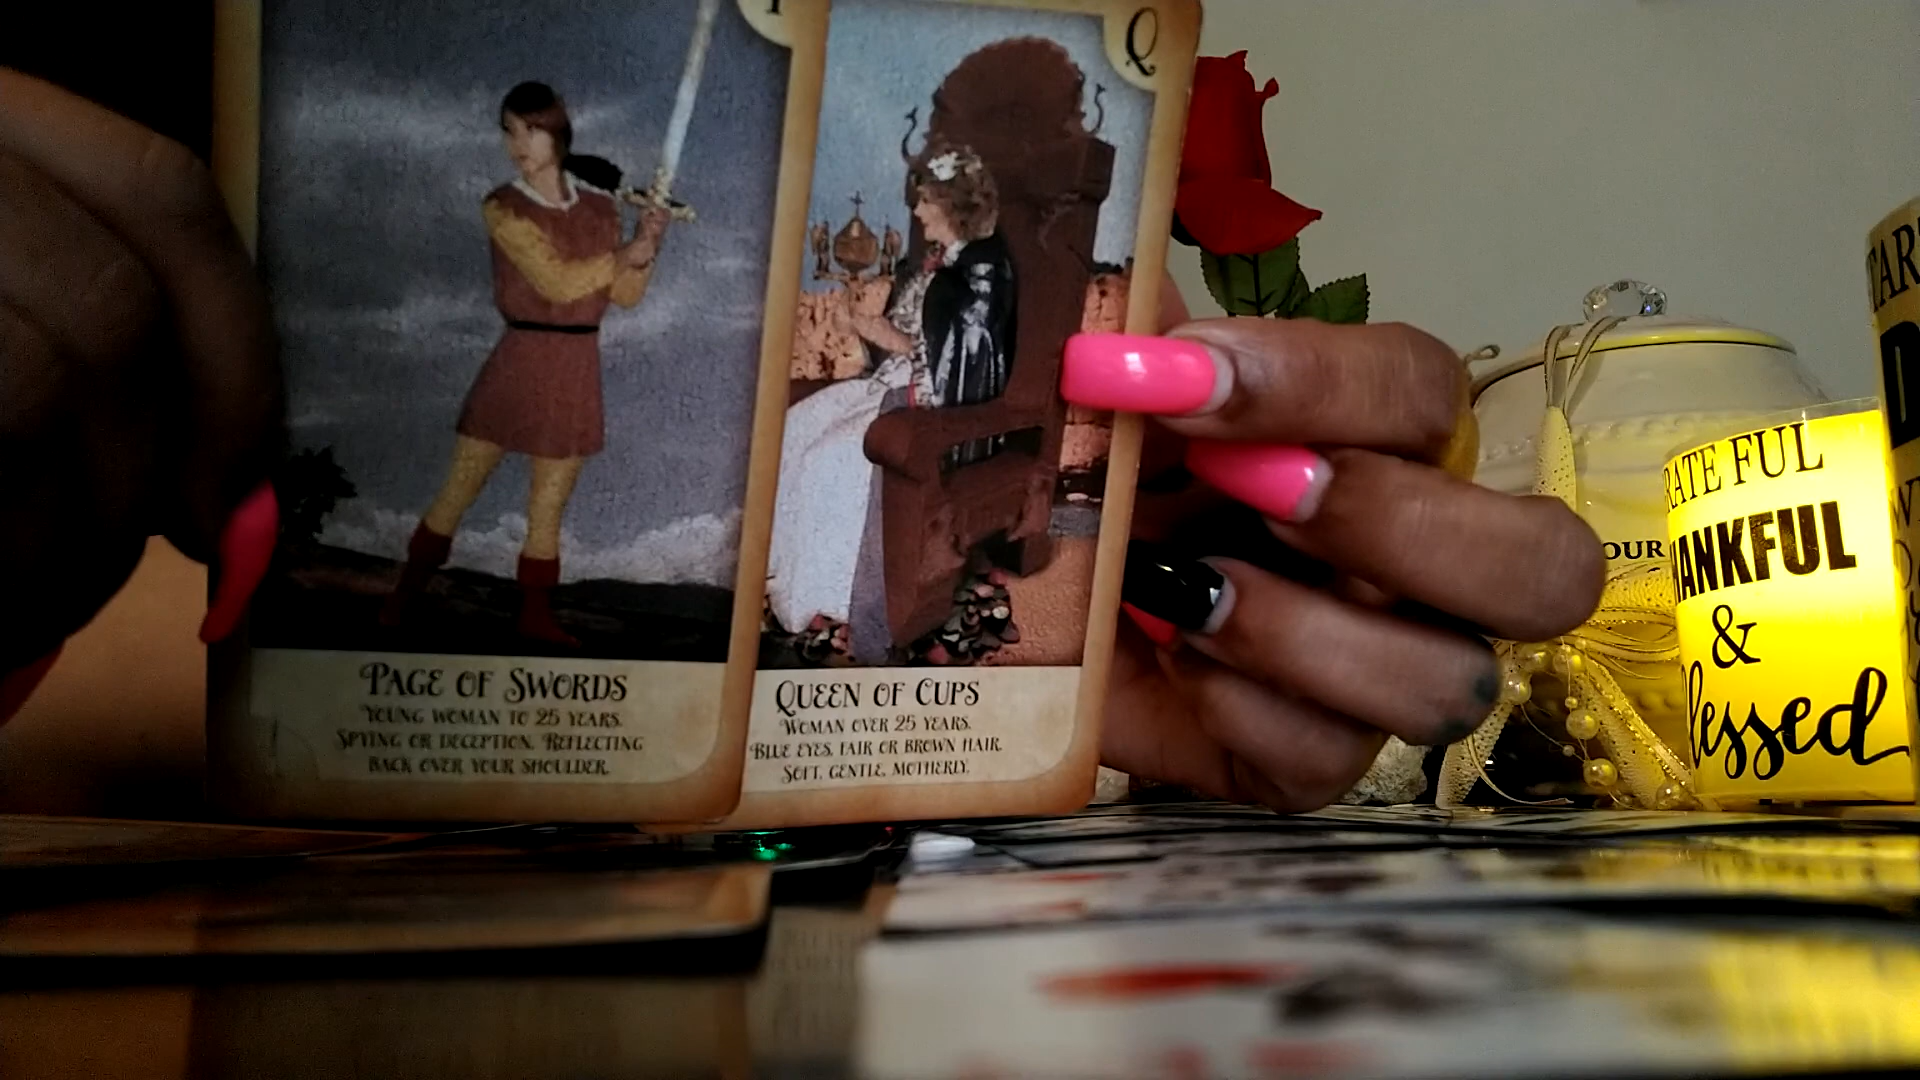 Q
PAGE OF SWORDS
YOUNG WOMAN TO 25 YEARS.
SPYING OR DECEPTION. REFLECTING
BACK OVER YOUR SHOULDER.
QUEEN OF CUPS
WOMAN OVER 25 YEARS.
BLUE EYES, FAIR OR BROWN HAIR.
SOFT, GENTLE, MOTHERLY.
OUR
RATE FUL
HANKFUL
&
lessed
TAR